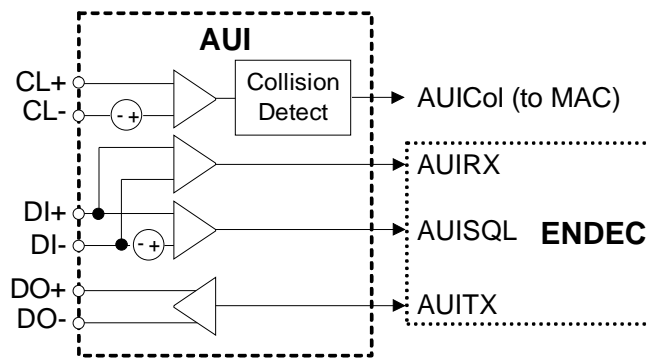 AUI
CL+
CL-
- +
Collision
Detect
AUICol (to MAC)
AUIRX
DI+
DI-
- +
AUISQL
ENDEC
DO+
DO-
AUITX